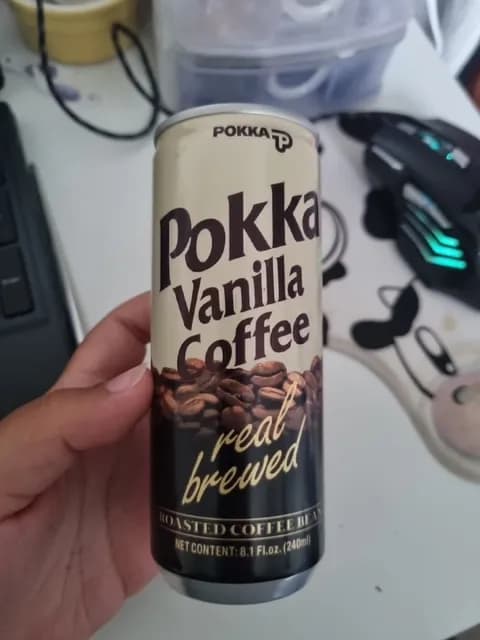 POKKA
Pokka
Vanilla
Coffee
real
brewed
ROASTED COFFEE
NET CONTENT: 8.1 Fl.oz. (240ml)